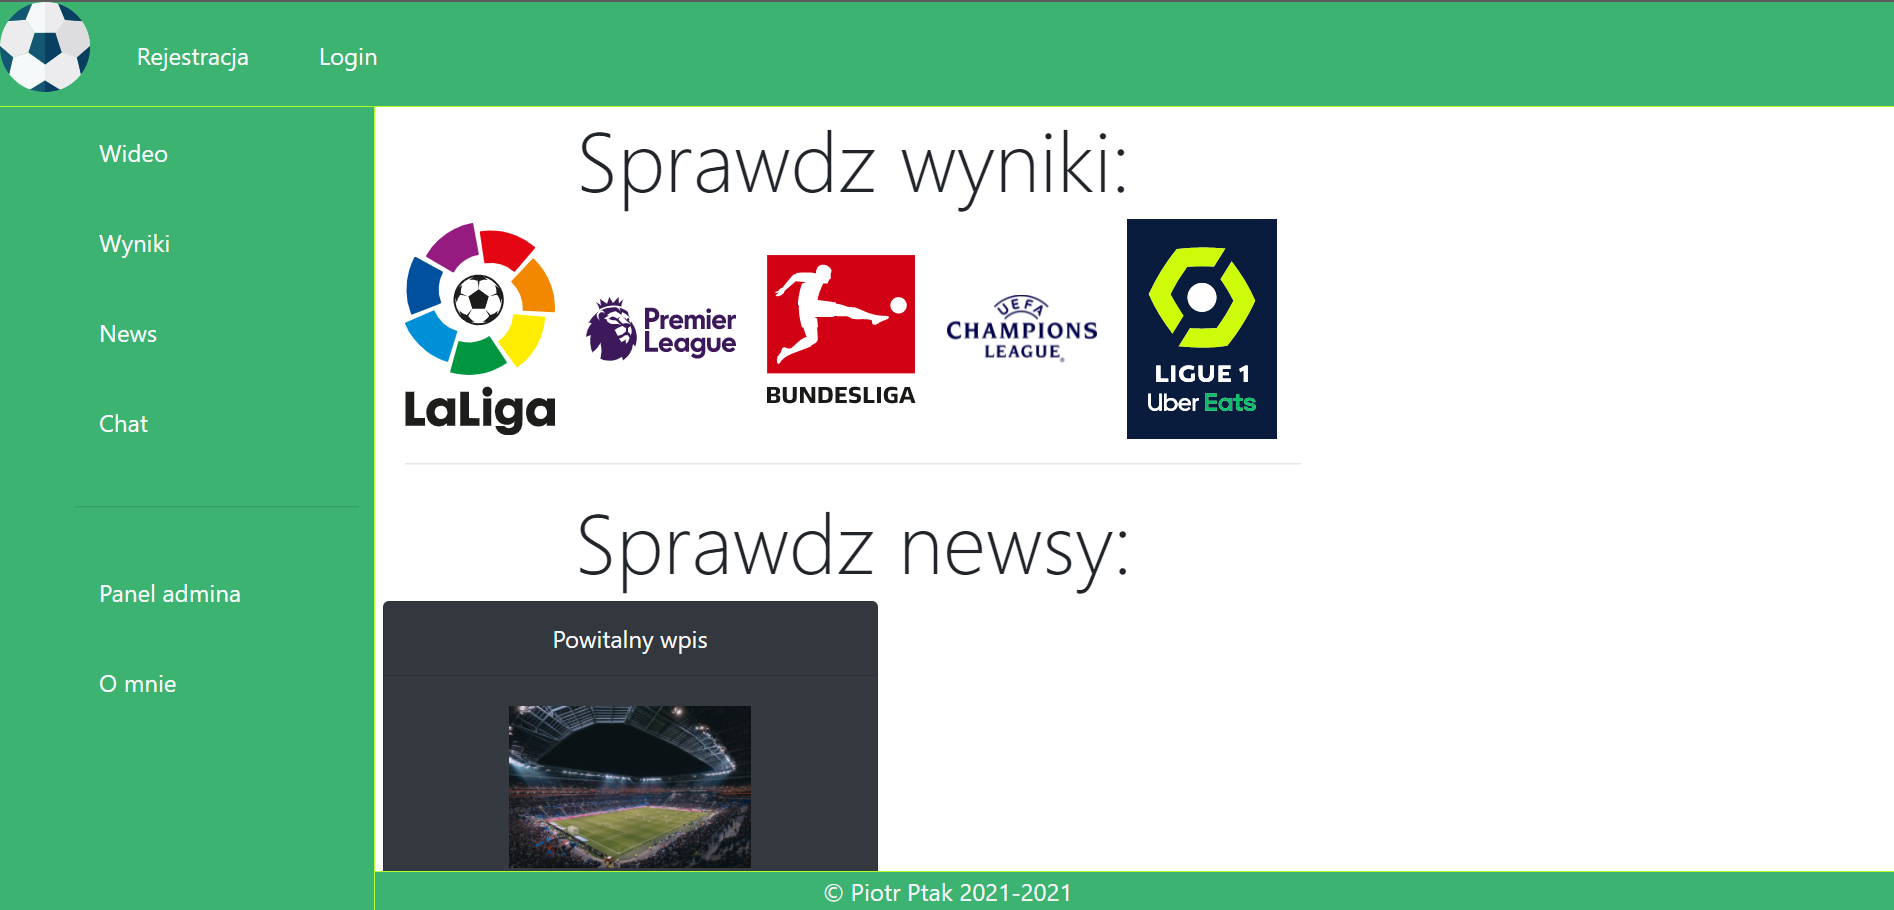 Rejestracja
Login
Wideo
Wyniki
News
Chat
Panel admina
O mnie
Sprawdz wyniki:
LaLiga
Premier
League
BUNDESLIGA
UEFA
CHAMPIONS
LEAGUE®
LIGUE 1
Uber Eats
Sprawdz newsy:
Powitalny wpis
© Piotr Ptak 2021-2021